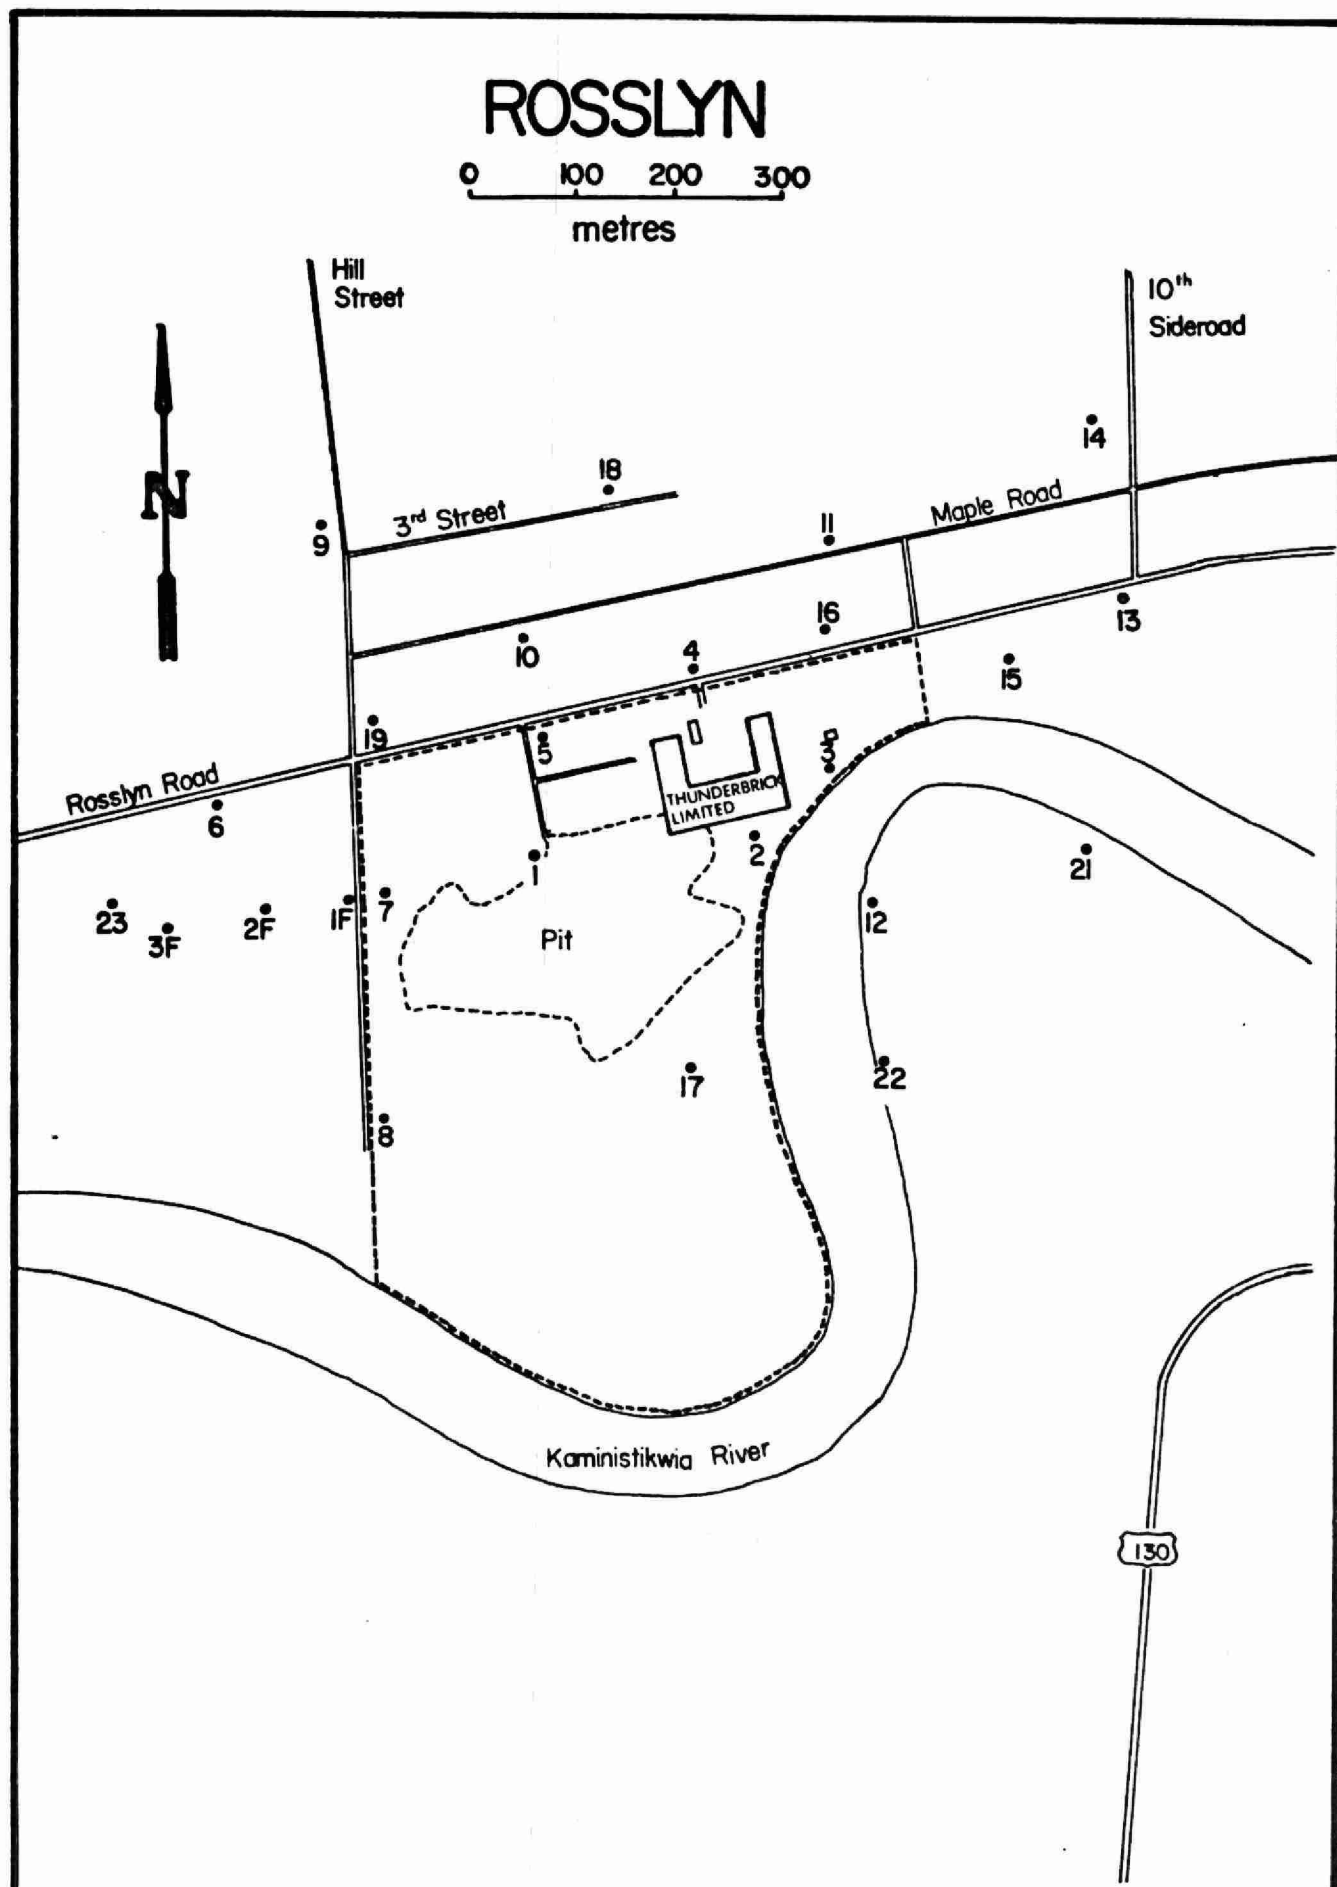 ROSSLYN
0 100 200 300
metres
Hill
Street
10th
Sideroad
N
14
18
3rd Street
9
Maple Road
11
16
10
4
13
15
19
5
3
Rosslyn Road
6
THUNDERBRICK
LIMITED
2
1
21
23
3F
2F
1F
7
12
Pit
17
22
8
Kaministikwia River
130